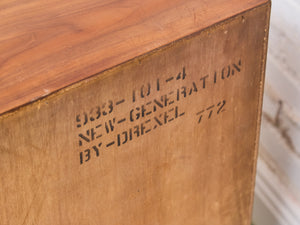 933-101-4
NEW-GENERATION
BY-DREXEL 772